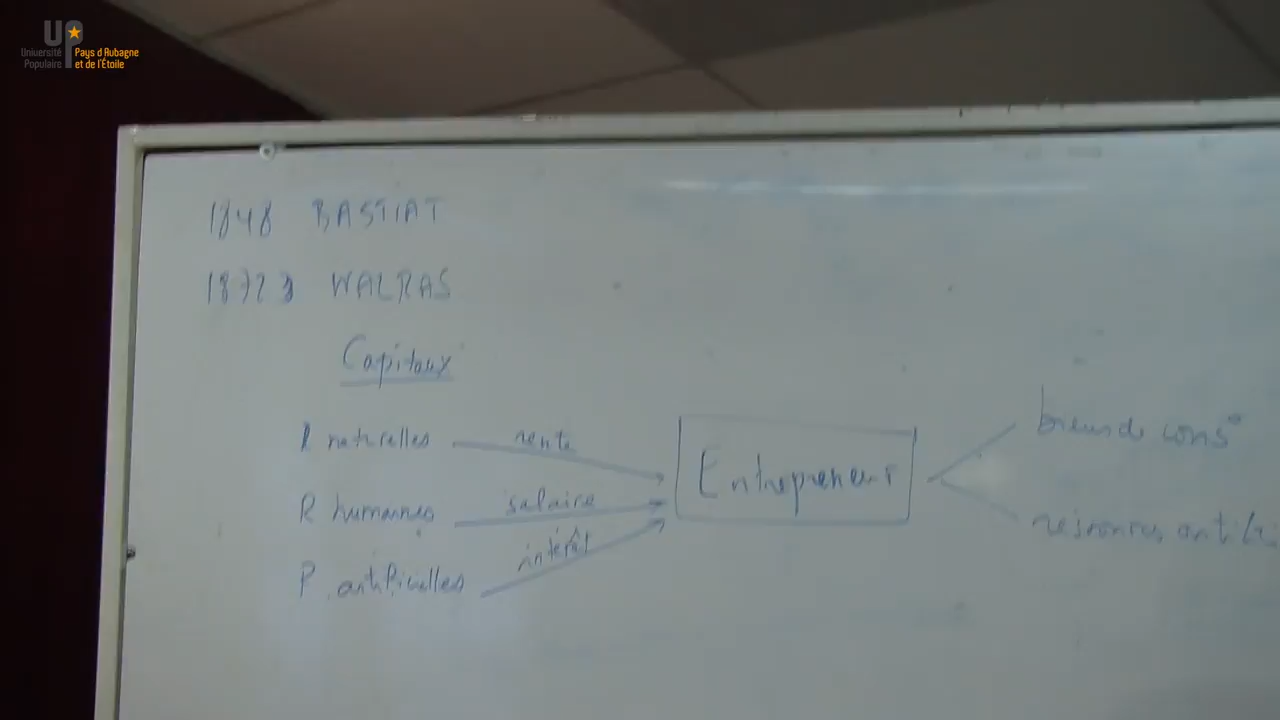 UP
Université
Populaire
Pays d'Aubagne
et de l'Étoile
1848 BASTIAT
1872 WALRAS
Capitaux
R naturelles
rente
R humaines
salaire
R artificielles
intérêt
Entrepreneur
biens de cons°